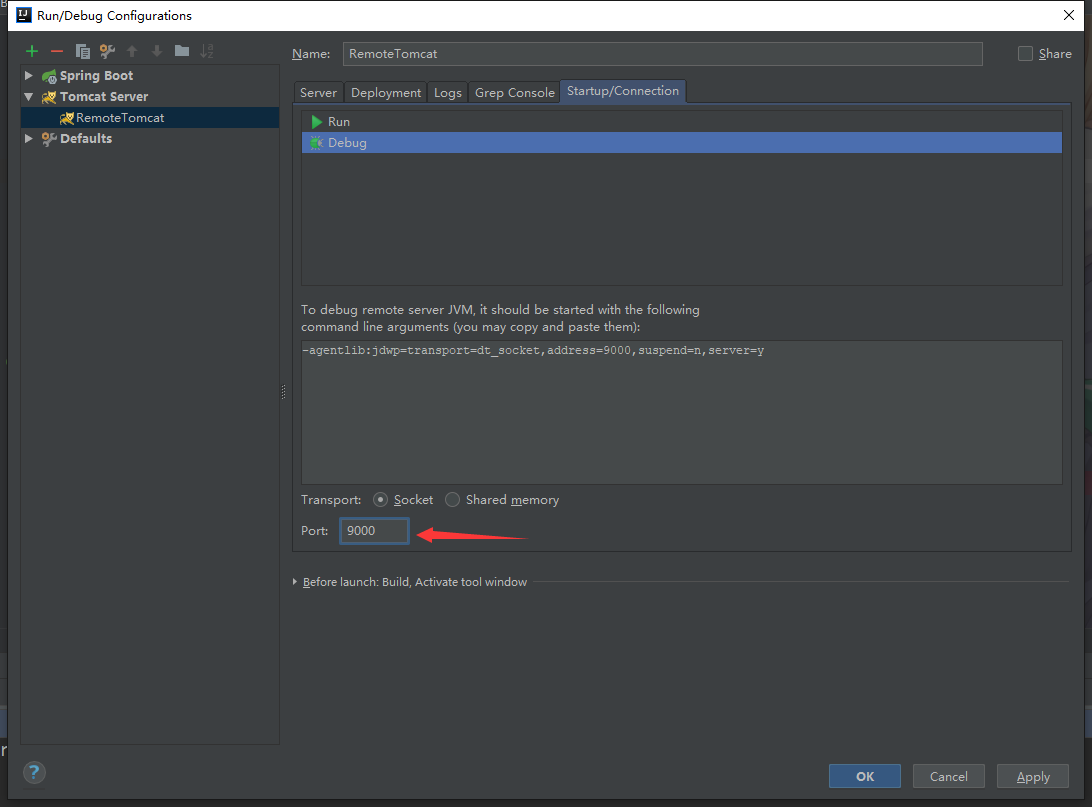 Run/Debug Configurations
Name: RemoteTomcat
Share
Spring Boot
Tomcat Server
RemoteTomcat
Defaults
Server Deployment Logs Grep Console Startup/Connection
Run
Debug
To debug remote server JVM, it should be started with the following
command line arguments (you may copy and paste them):
-agentlib:jdwp=transport=dt_socket,address=9000,suspend=n,server=y
Transport: Socket Shared memory
Port: 9000
Before launch: Build, Activate tool window
? OK Cancel Apply